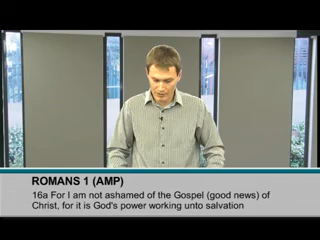 ROMANS 1 (AMP)
16a For I am not ashamed of the Gospel (good news) of
Christ, for it is God's power working unto salvation